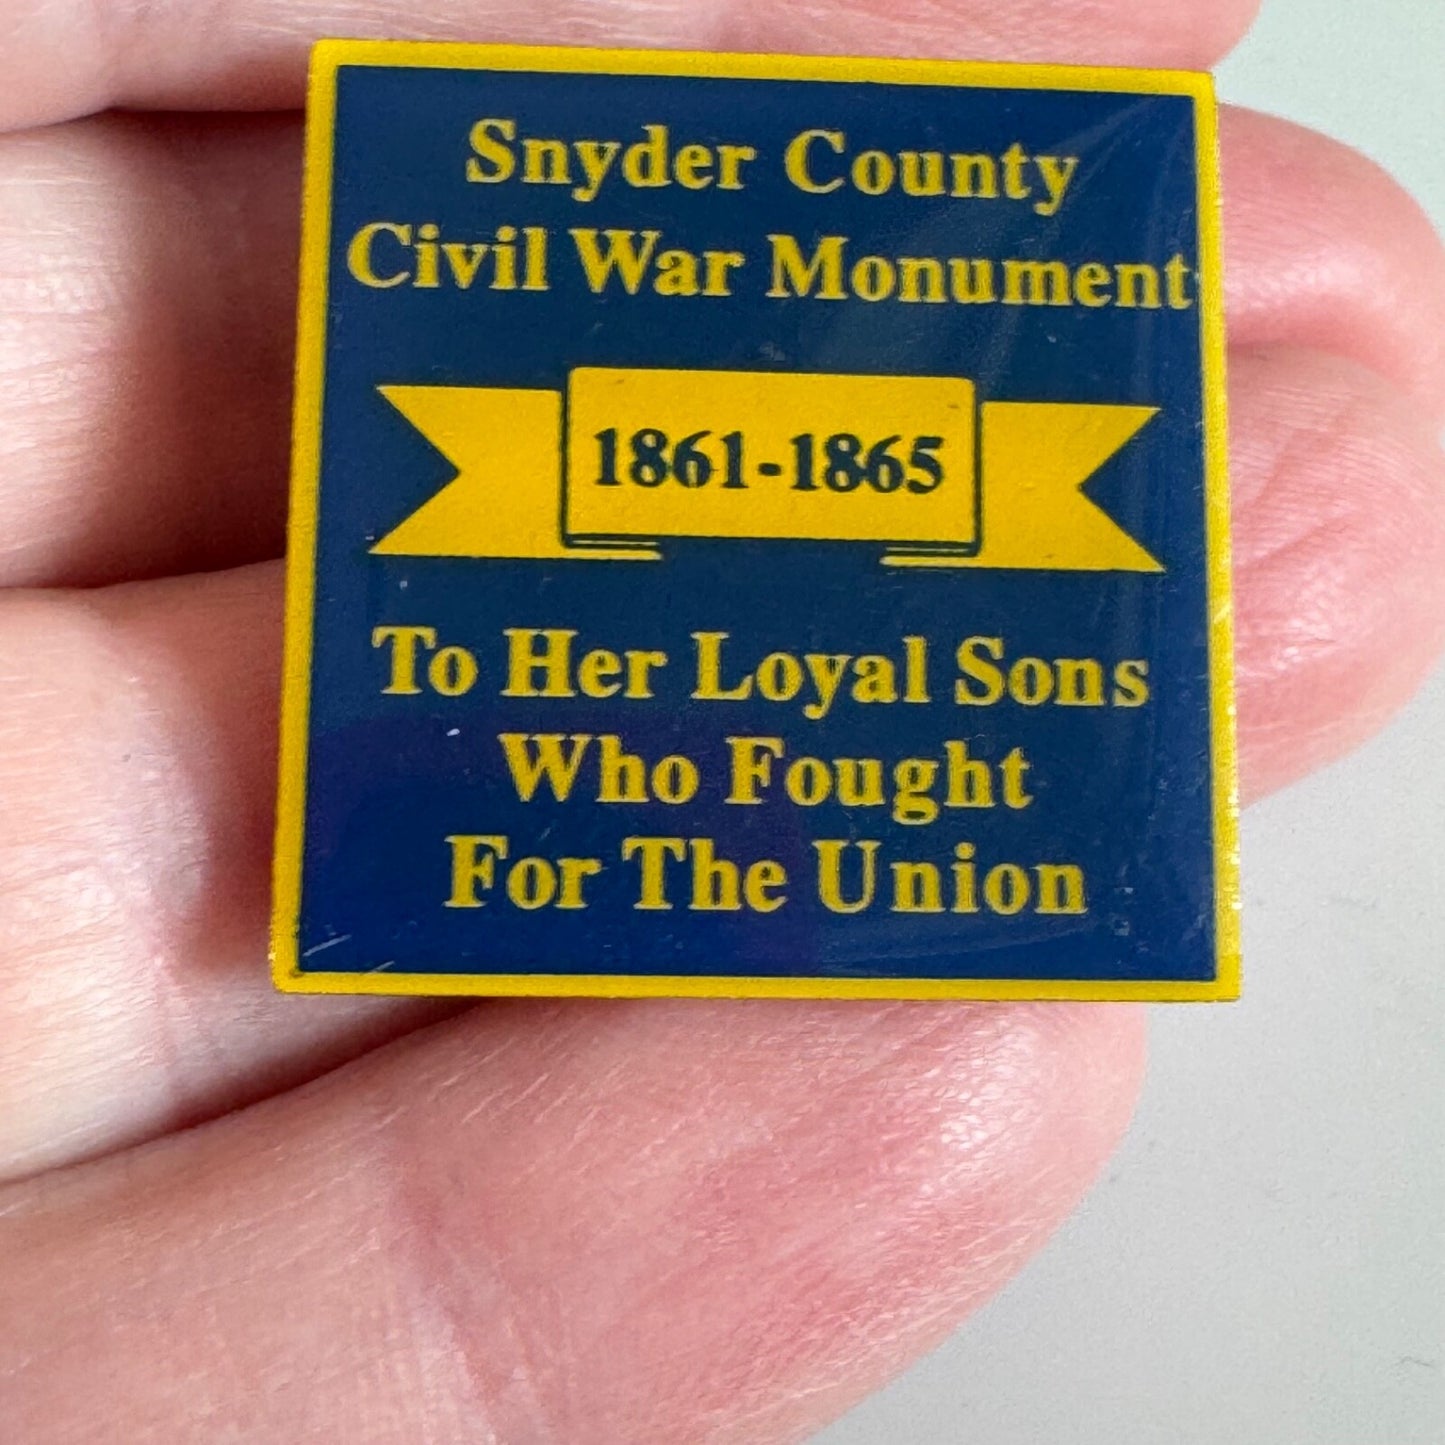 Snyder County
Civil War Monument
1861-1865
To Her Loyal Sons
Who Fought
For The Union